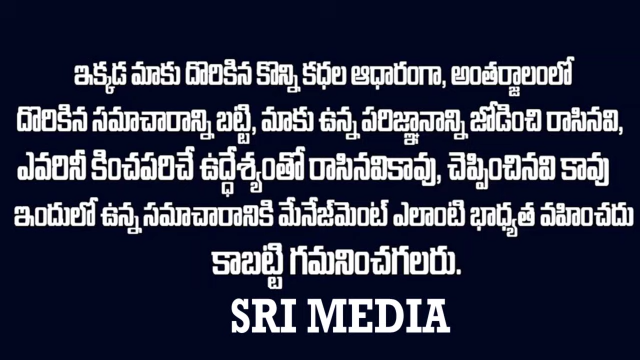 ఇక్కడ మాకు దొరికిన కొన్ని కధల ఆధారంగా, అంతర్జాలంలో
దొరికిన సమాచారాన్ని బట్టి, మాకు ఉన్న పరిజ్ఞానాన్ని జోడించి రాసినవి,
ఎవరినీ కించపరిచే ఉద్ధేశ్యంతో రాసినవికావు, చెప్పించినవి కావు
ఇందులో ఉన్న సమాచారానికి మేనేజ్‌మెంట్ ఎలాంటి భాధ్యత వహించదు
కాబట్టి గమనించగలరు.
SRI MEDIA